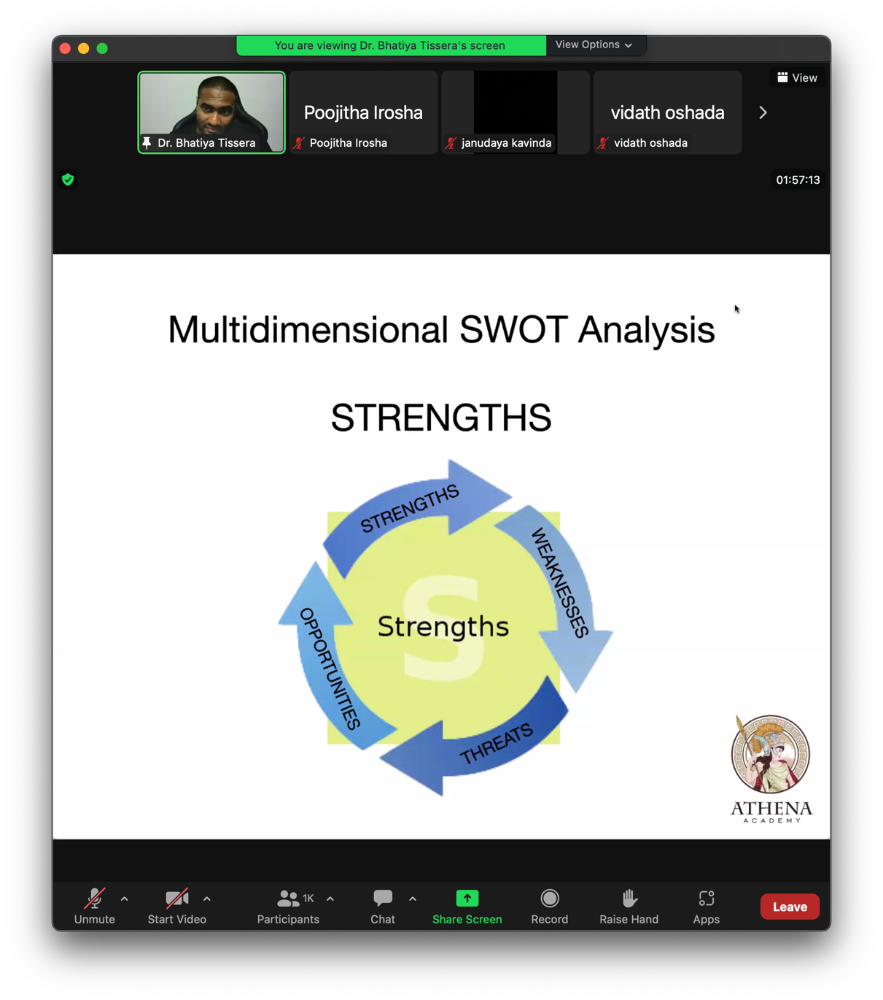 You are viewing Dr. Bhatiya Tissera's screen
View Options
View
Poojitha Irosha
vidath oshada
Dr. Bhatiya Tissera
Poojitha Irosha
janudaya kavinda
vidath oshada
01:57:13
Multidimensional SWOT Analysis
STRENGTHS
STRENGTHS
WEAKNESSES
S
Strengths
OPPORTUNITIES
THREATS
ATHENA
ACADEMY
1K
Unmute
Start Video
Participants
Chat
Share Screen
Record
Raise Hand
Apps
Leave